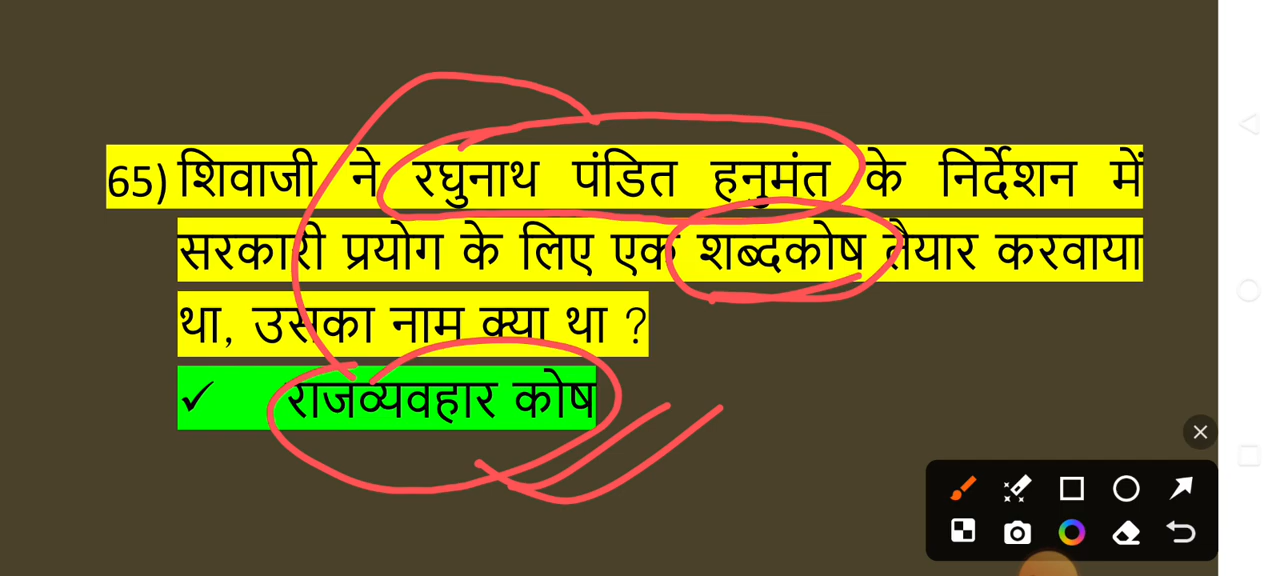 65) शिवाजी ने रघुनाथ पंडित हनुमंत के निर्देशन में
सरकारी प्रयोग के लिए एक शब्दकोष तैयार करवाया
था, उसका नाम क्या था ?
✓ राजव्यवहार कोष